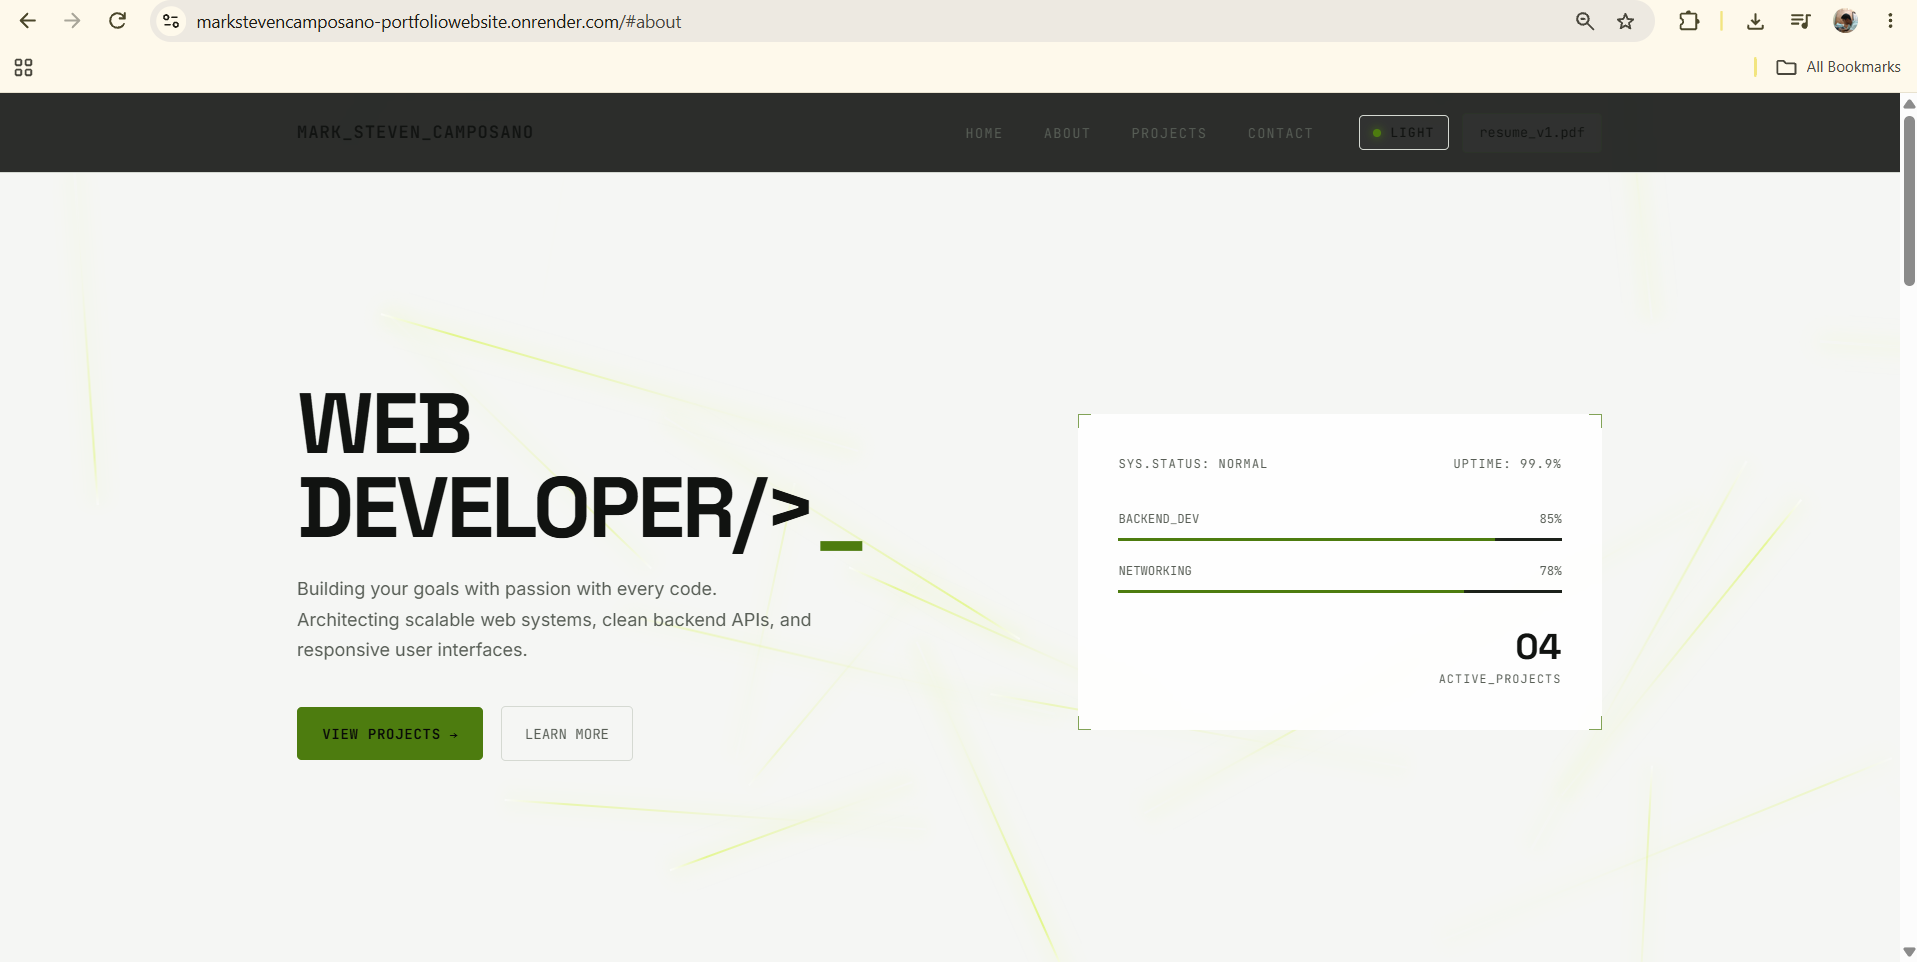 markstevencamposano-portfoliowebsite.onrender.com/#about
All Bookmarks
MARK_STEVEN_CAMPOSANO
HOME
ABOUT
PROJECTS
CONTACT
LIGHT
resume_v1.pdf
WEB
DEVELOPER/>_
Building your goals with passion with every code.
Architecting scalable web systems, clean backend APIs, and
responsive user interfaces.
VIEW PROJECTS →
LEARN MORE
SYS.STATUS: NORMAL
UPTIME: 99.9%
BACKEND_DEV
85%
NETWORKING
78%
04
ACTIVE_PROJECTS